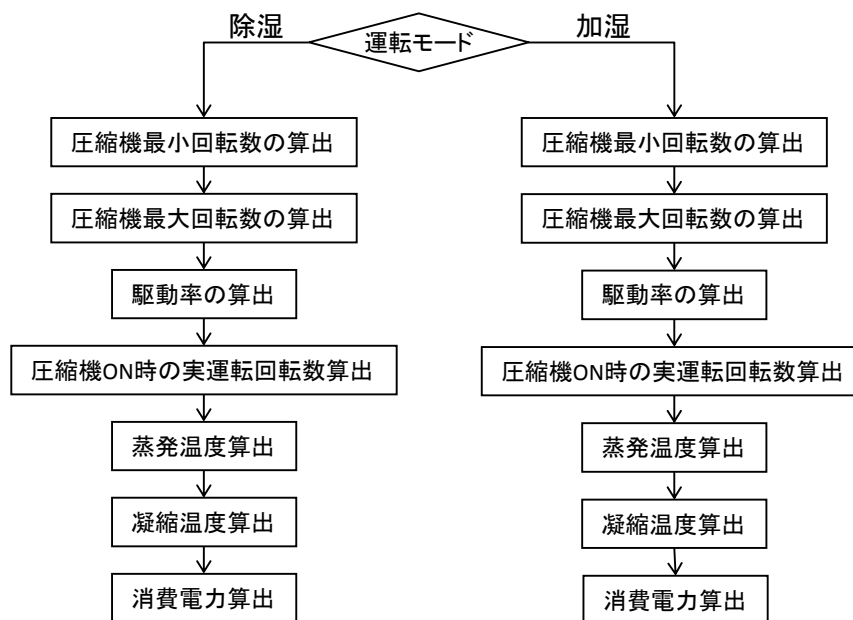 除湿
運転モード
加湿
圧縮機最小回転数の算出
圧縮機最大回転数の算出
駆動率の算出
圧縮機ON時の実運転回転数算出
蒸発温度算出
凝縮温度算出
消費電力算出
圧縮機最小回転数の算出
圧縮機最大回転数の算出
駆動率の算出
圧縮機ON時の実運転回転数算出
蒸発温度算出
凝縮温度算出
消費電力算出